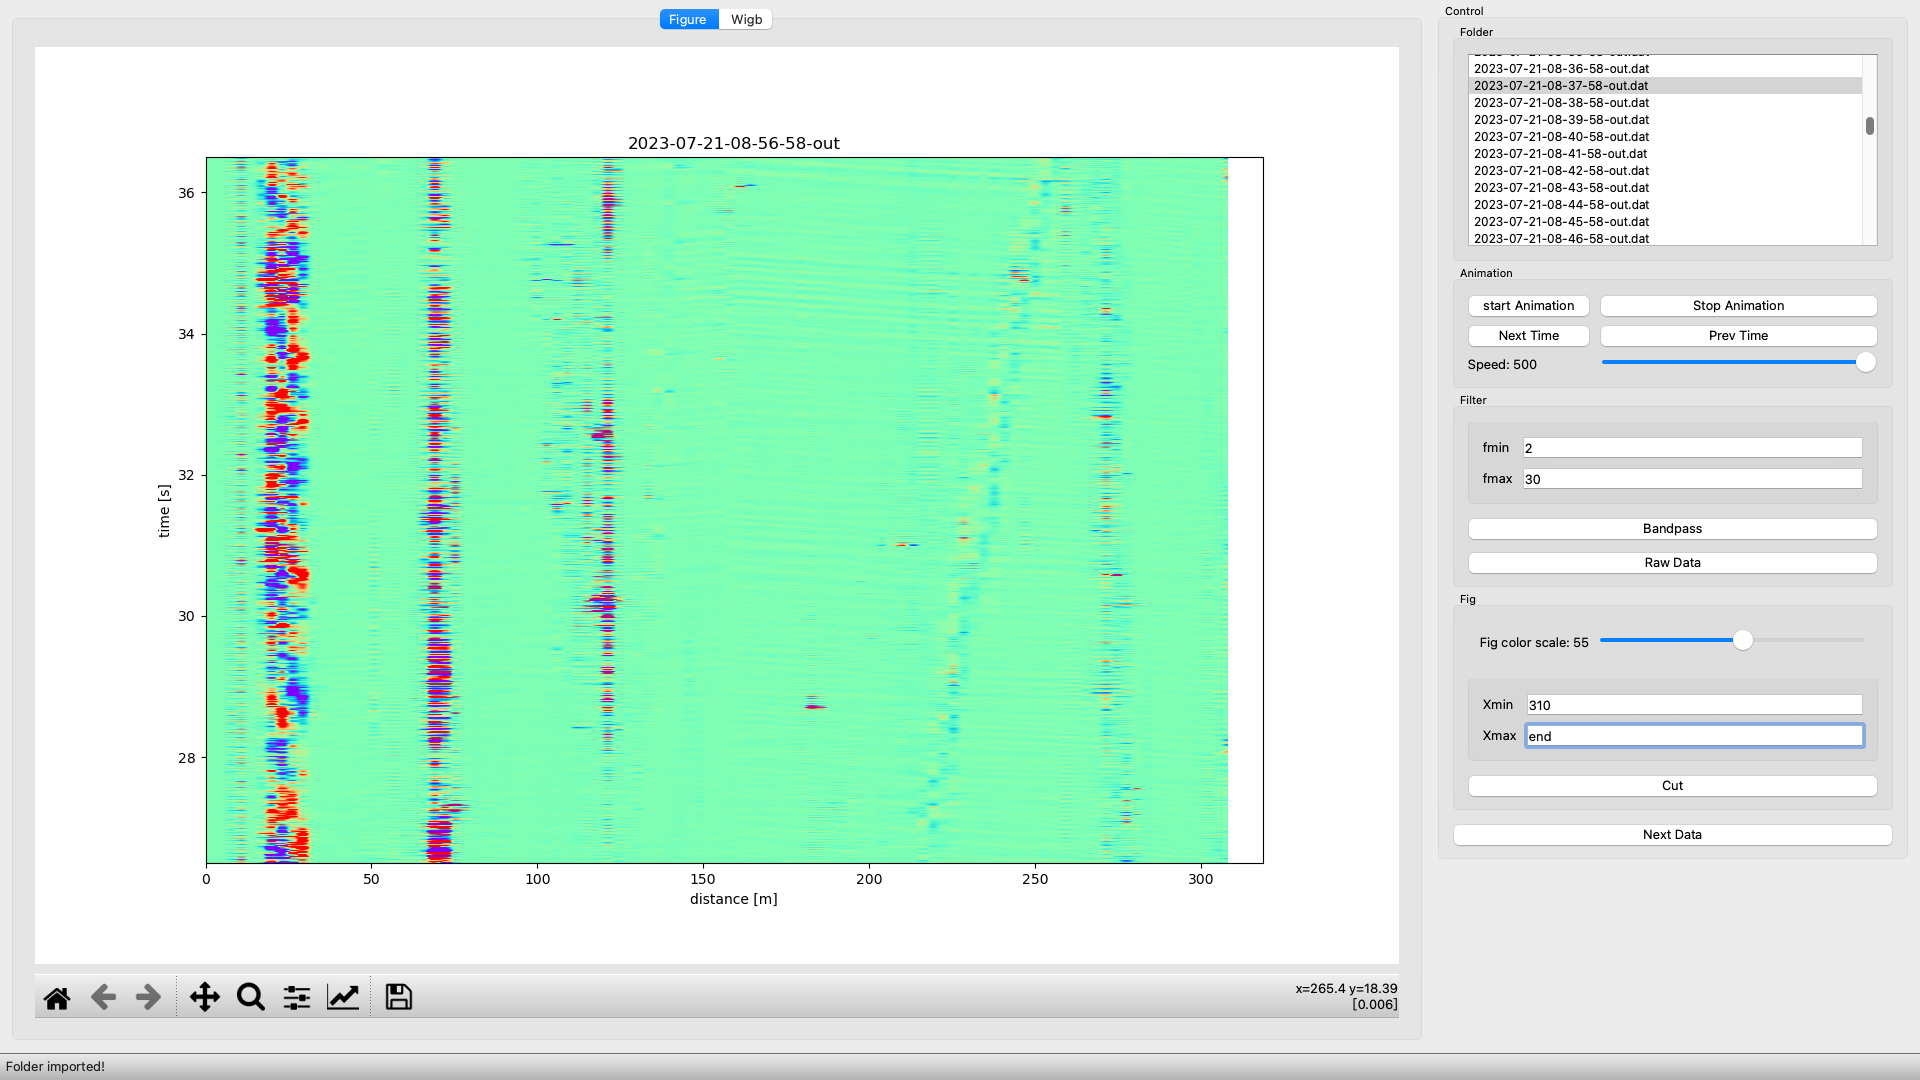 Figure
Wigb
2023-07-21-08-56-58-out
36
34
32
30
28
time [s]
0
50
100
150
200
250
300
distance [m]
x=265.4 y=18.39
[0.006]
Folder imported!
Control
Folder
2023-07-21-08-36-58-out.dat
2023-07-21-08-37-58-out.dat
2023-07-21-08-38-58-out.dat
2023-07-21-08-39-58-out.dat
2023-07-21-08-40-58-out.dat
2023-07-21-08-41-58-out.dat
2023-07-21-08-42-58-out.dat
2023-07-21-08-43-58-out.dat
2023-07-21-08-44-58-out.dat
2023-07-21-08-45-58-out.dat
2023-07-21-08-46-58-out.dat
Animation
start Animation
Stop Animation
Next Time
Prev Time
Speed: 500
Filter
fmin 2
fmax 30
Bandpass
Raw Data
Fig
Fig color scale: 55
Xmin 310
Xmax end
Cut
Next Data